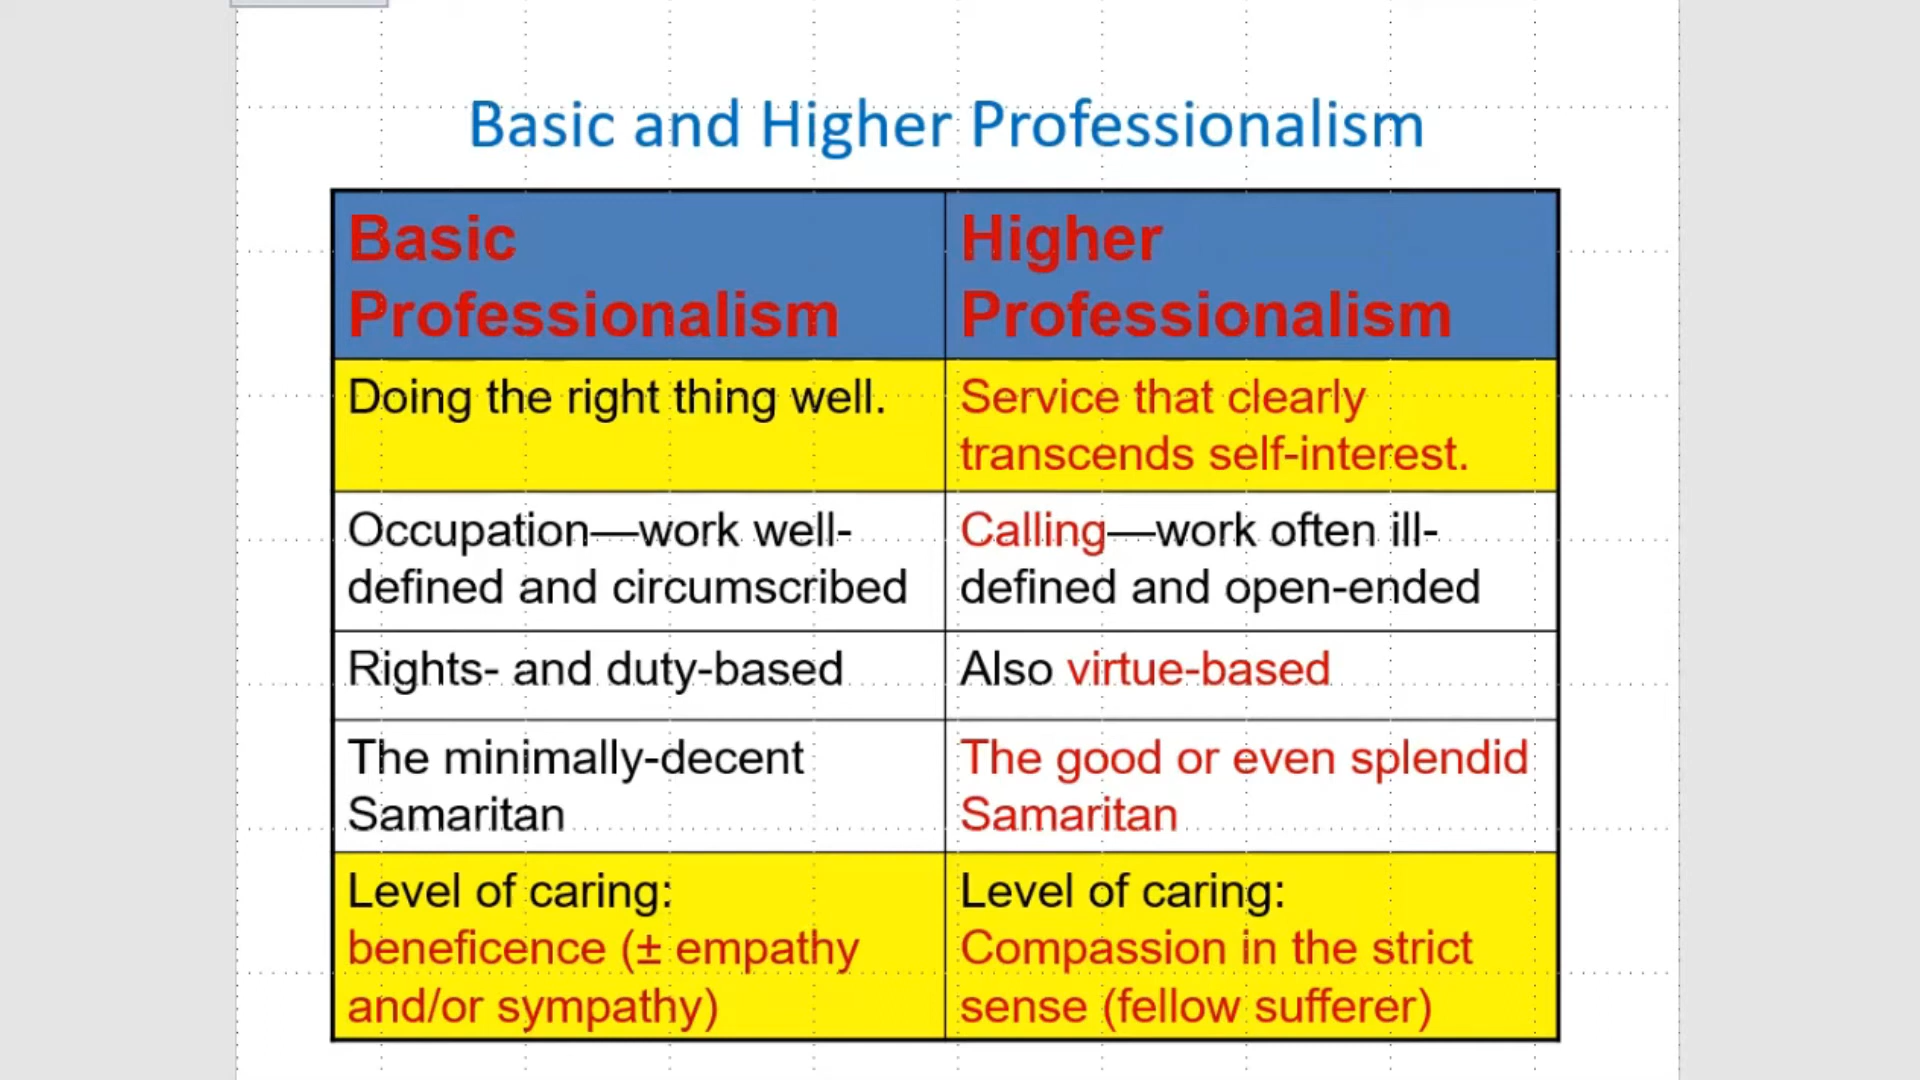 Basic and Higher Professionalism
Basic
Professionalism
Higher
Professionalism
Doing the right thing well.
Service that clearly
transcends self-interest.
Occupation—work well-
defined and circumscribed
Calling—work often ill-
defined and open-ended
Rights- and duty-based
Also virtue-based
The minimally-decent
Samaritan
The good or even splendid
Samaritan
Level of caring:
beneficence (± empathy
and/or sympathy)
Level of caring:
Compassion in the strict
sense (fellow sufferer)